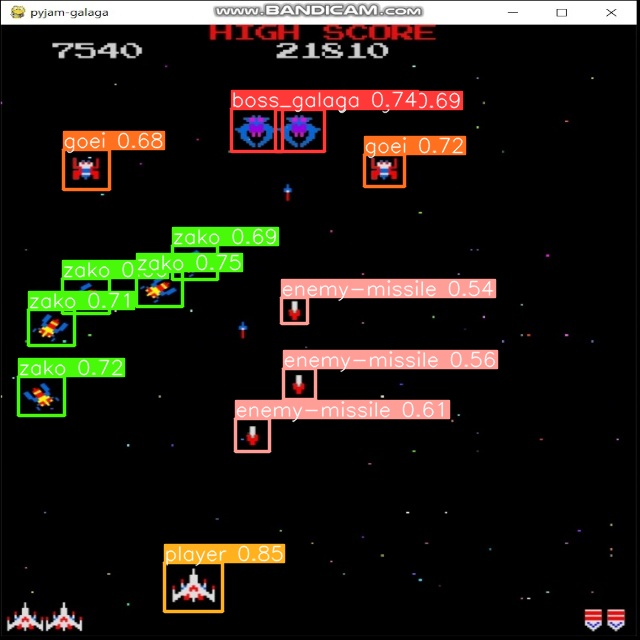 pyjam-galaga
WWW.BANDICAM.COM
HIGH SCORE
7540 21810
boss_galaga 0.74 0.69
goei 0.68
goei 0.72
zako 0.69
zako 0.75
zako
zako 0.71
enemy-missile 0.54
enemy-missile 0.56
zako 0.72
enemy-missile 0.61
player 0.85